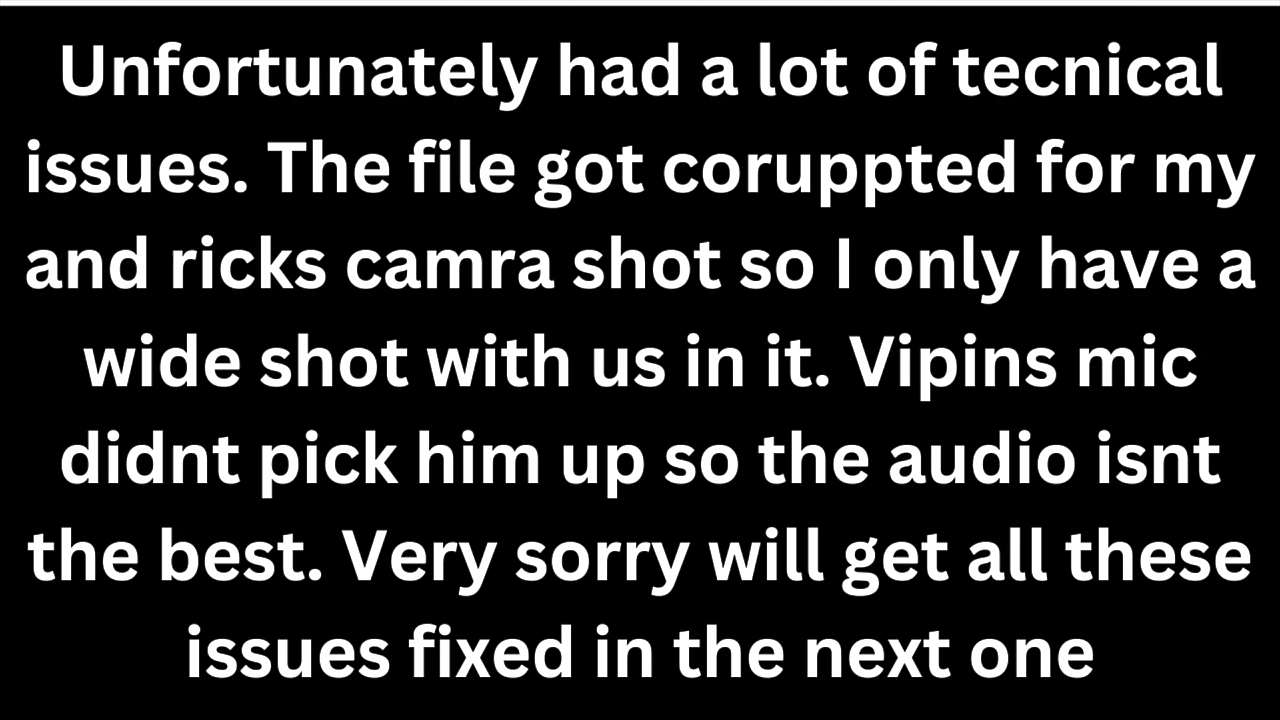 Unfortunately had a lot of tecnical
issues. The file got coruppted for my
and ricks camra shot so I only have a
wide shot with us in it. Vipins mic
didnt pick him up so the audio isnt
the best. Very sorry will get all these
issues fixed in the next one